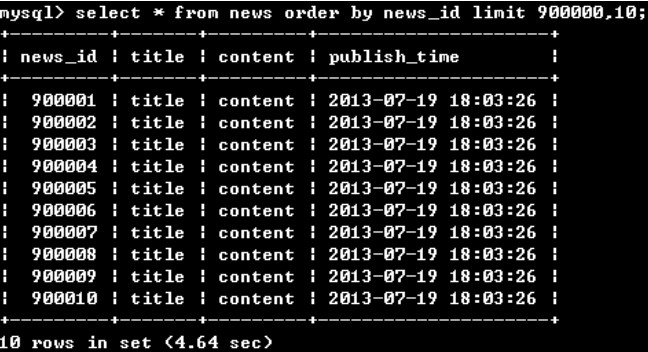 mysql> select * from news order by news_id limit 900000,10;
+---------+-------+---------+---------------------+
| news_id | title | content | publish_time        |
+---------+-------+---------+---------------------+
|  900001 | title | content | 2013-07-19 18:03:26 |
|  900002 | title | content | 2013-07-19 18:03:26 |
|  900003 | title | content | 2013-07-19 18:03:26 |
|  900004 | title | content | 2013-07-19 18:03:26 |
|  900005 | title | content | 2013-07-19 18:03:26 |
|  900006 | title | content | 2013-07-19 18:03:26 |
|  900007 | title | content | 2013-07-19 18:03:26 |
|  900008 | title | content | 2013-07-19 18:03:26 |
|  900009 | title | content | 2013-07-19 18:03:26 |
|  900010 | title | content | 2013-07-19 18:03:26 |
+---------+-------+---------+---------------------+
10 rows in set (4.64 sec)